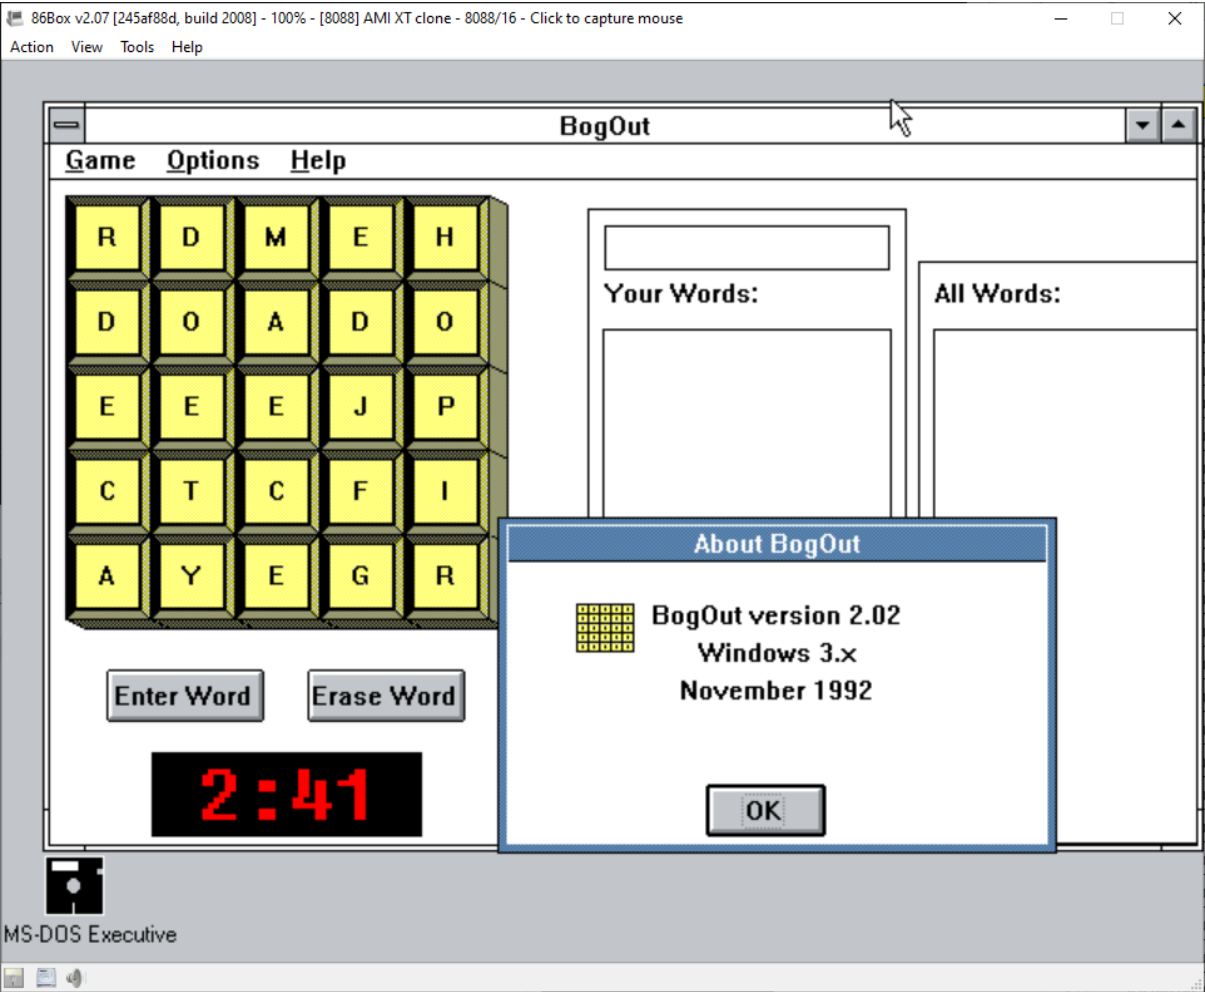 86Box v2.07 [245af88d, build 2008] - 100% - [8088] AMI XT clone - 8088/16 - Click to capture mouse
Action View Tools Help
BogOut
Game Options Help
R D M E H
D O A D O
E E E J P
C T C F I
A Y E G R
Your Words:
All Words:
Enter Word Erase Word
2:41
About BogOut
BogOut version 2.02
Windows 3.x
November 1992
OK
MS-DOS Executive